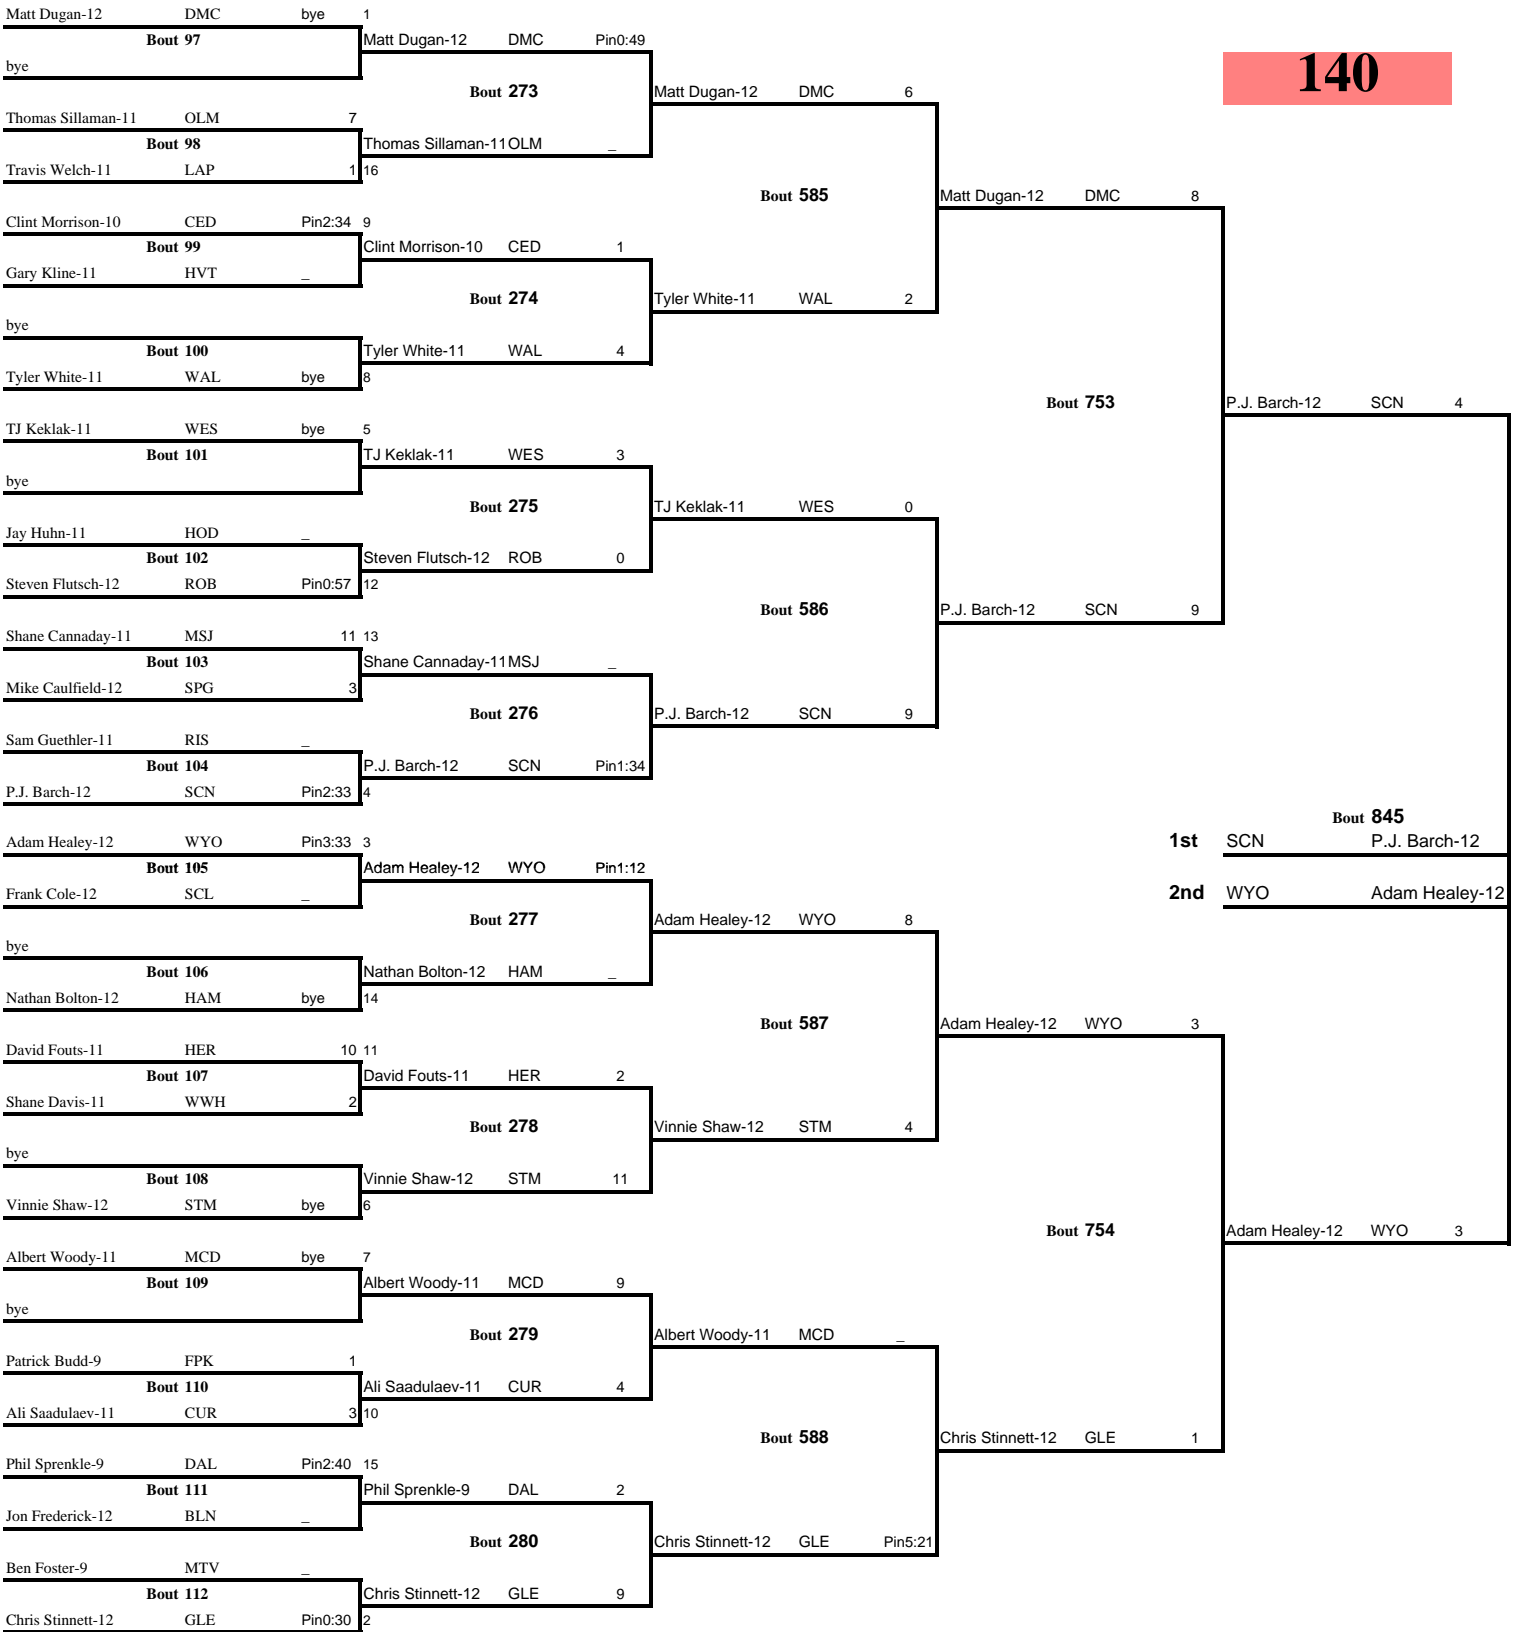 Matt Dugan-12 DMC bye 1
Bout 97
bye
Matt Dugan-12 DMC Pin0:49
Bout 273
Thomas Sillaman-11 OLM 7
Bout 98
Travis Welch-11 LAP 1 16
Thomas Sillaman-11 OLM _
Matt Dugan-12 DMC 6
Bout 585
Clint Morrison-10 CED Pin2:34 9
Bout 99
Gary Kline-11 HVT _
Clint Morrison-10 CED 1
Bout 274
bye
Bout 100
Tyler White-11 WAL bye 8
Tyler White-11 WAL 4
Tyler White-11 WAL 2
Matt Dugan-12 DMC 8
Bout 753
TJ Keklak-11 WES bye 5
Bout 101
bye
TJ Keklak-11 WES 3
Bout 275
Jay Huhn-11 HOD _
Bout 102
Steven Flutsch-12 ROB Pin0:57 12
Steven Flutsch-12 ROB 0
TJ Keklak-11 WES 0
Bout 586
Shane Cannaday-11 MSJ 11 13
Bout 103
Mike Caulfield-12 SPG 3
Shane Cannaday-11 MSJ _
Bout 276
Sam Guethler-11 RIS _
Bout 104
P.J. Barch-12 SCN Pin2:33 4
P.J. Barch-12 SCN Pin1:34
P.J. Barch-12 SCN 9
P.J. Barch-12 SCN 9
P.J. Barch-12 SCN 4
140
Adam Healey-12 WYO Pin3:33 3
Bout 105
Frank Cole-12 SCL _
Adam Healey-12 WYO Pin1:12
Bout 277
bye
Bout 106
Nathan Bolton-12 HAM bye 14
Nathan Bolton-12 HAM _
Adam Healey-12 WYO 8
Bout 587
David Fouts-11 HER 10 11
Bout 107
Shane Davis-11 WWH 2
David Fouts-11 HER 2
Bout 278
bye
Bout 108
Vinnie Shaw-12 STM bye 6
Vinnie Shaw-12 STM 11
Vinnie Shaw-12 STM 4
Adam Healey-12 WYO 3
Bout 754
Albert Woody-11 MCD bye 7
Bout 109
bye
Albert Woody-11 MCD 9
Bout 279
Patrick Budd-9 FPK 1
Bout 110
Ali Saadulaev-11 CUR 3 10
Ali Saadulaev-11 CUR 4
Albert Woody-11 MCD _
Bout 588
Phil Sprenkle-9 DAL Pin2:40 15
Bout 111
Jon Frederick-12 BLN _
Phil Sprenkle-9 DAL 2
Bout 280
Ben Foster-9 MTV _
Bout 112
Chris Stinnett-12 GLE Pin0:30 2
Chris Stinnett-12 GLE 9
Chris Stinnett-12 GLE Pin5:21
Chris Stinnett-12 GLE 1
Adam Healey-12 WYO 3
Bout 845
1st SCN P.J. Barch-12
2nd WYO Adam Healey-12